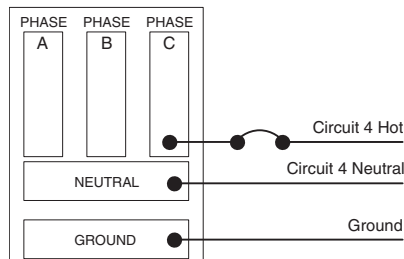 PHASE PHASE PHASE
A B C
Circuit 4 Hot
Circuit 4 Neutral
NEUTRAL
Ground
GROUND